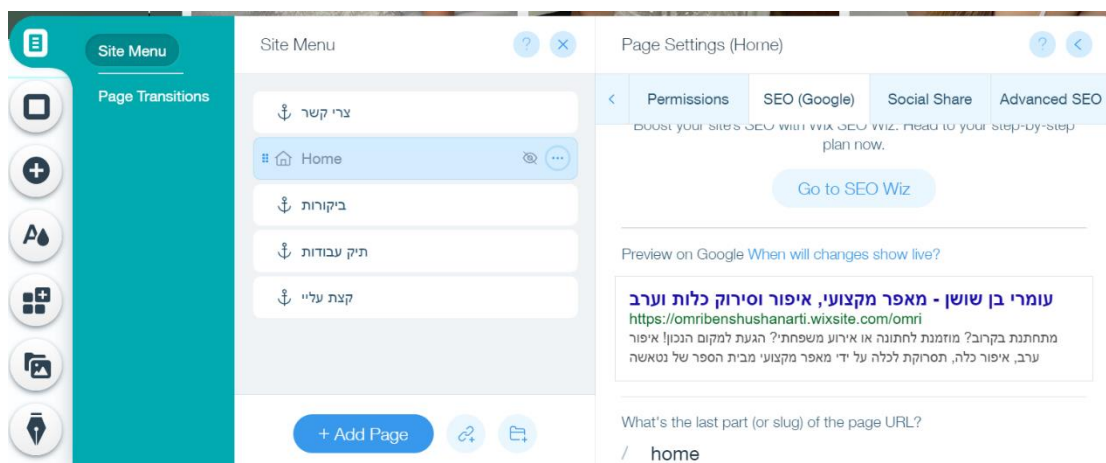 Site Menu
Page Transitions
Site Menu
?
צרי קשר
Home
ביקורות
תיק עבודות
קצת עליי
+ Add Page
Page Settings (Home)
?
Permissions
SEO (Google)
Social Share
Advanced SEO
Boost your site's SEO with Wix SEO Wiz. Head to your step-by-step
plan now.
Go to SEO Wiz
Preview on Google When will changes show live?
עומרי בן שושן - מאפר מקצועי, איפור וסירוק כלות וערב
https://omribenshushanarti.wixsite.com/omri
מתחתנת בקרוב? מוזמנת לחתונה או אירוע משפחתי? הגעת למקום הנכון! איפור
ערב, איפור כלה, תסרוקת לכלה על ידי מאפר מקצועי מבית הספר של נטאשה
What's the last part (or slug) of the page URL?
/ home